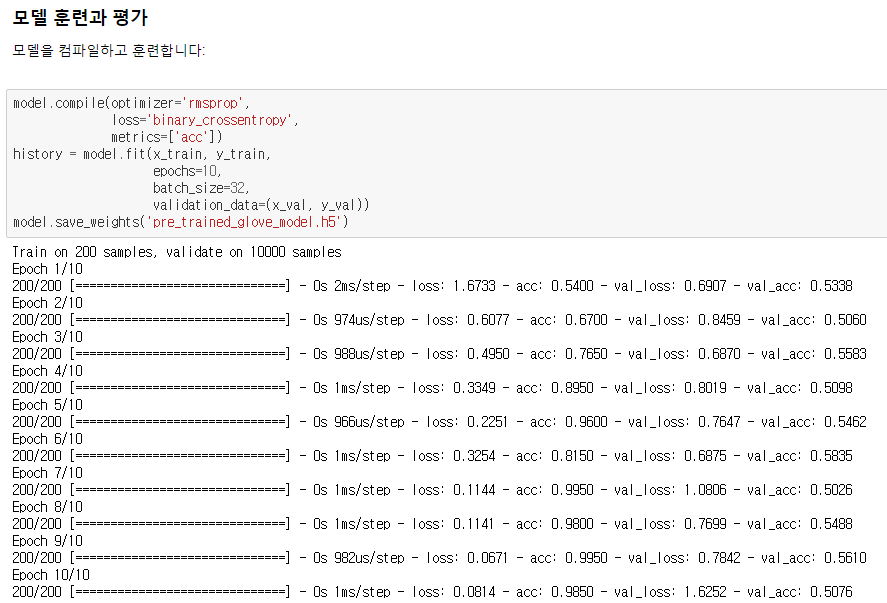 모델 훈련과 평가
모델을 컴파일하고 훈련합니다:
model.compile(optimizer='rmsprop',
              loss='binary_crossentropy',
              metrics=['acc'])
history = model.fit(x_train, y_train,
                    epochs=10,
                    batch_size=32,
                    validation_data=(x_val, y_val))
model.save_weights('pre_trained_glove_model.h5')
Train on 200 samples, validate on 10000 samples
Epoch 1/10
200/200 [==============================] - 0s 2ms/step - loss: 1.6733 - acc: 0.5400 - val_loss: 0.6907 - val_acc: 0.5338
Epoch 2/10
200/200 [==============================] - 0s 974us/step - loss: 0.6077 - acc: 0.6700 - val_loss: 0.8459 - val_acc: 0.5060
Epoch 3/10
200/200 [==============================] - 0s 988us/step - loss: 0.4950 - acc: 0.7650 - val_loss: 0.6870 - val_acc: 0.5583
Epoch 4/10
200/200 [==============================] - 0s 1ms/step - loss: 0.3349 - acc: 0.8950 - val_loss: 0.8019 - val_acc: 0.5098
Epoch 5/10
200/200 [==============================] - 0s 966us/step - loss: 0.2251 - acc: 0.9600 - val_loss: 0.7647 - val_acc: 0.5462
Epoch 6/10
200/200 [==============================] - 0s 1ms/step - loss: 0.3254 - acc: 0.8150 - val_loss: 0.6875 - val_acc: 0.5835
Epoch 7/10
200/200 [==============================] - 0s 1ms/step - loss: 0.1144 - acc: 0.9950 - val_loss: 1.0806 - val_acc: 0.5026
Epoch 8/10
200/200 [==============================] - 0s 1ms/step - loss: 0.1141 - acc: 0.9800 - val_loss: 0.7699 - val_acc: 0.5488
Epoch 9/10
200/200 [==============================] - 0s 982us/step - loss: 0.0671 - acc: 0.9950 - val_loss: 0.7842 - val_acc: 0.5610
Epoch 10/10
200/200 [==============================] - 0s 1ms/step - loss: 0.0814 - acc: 0.9850 - val_loss: 1.6252 - val_acc: 0.5076